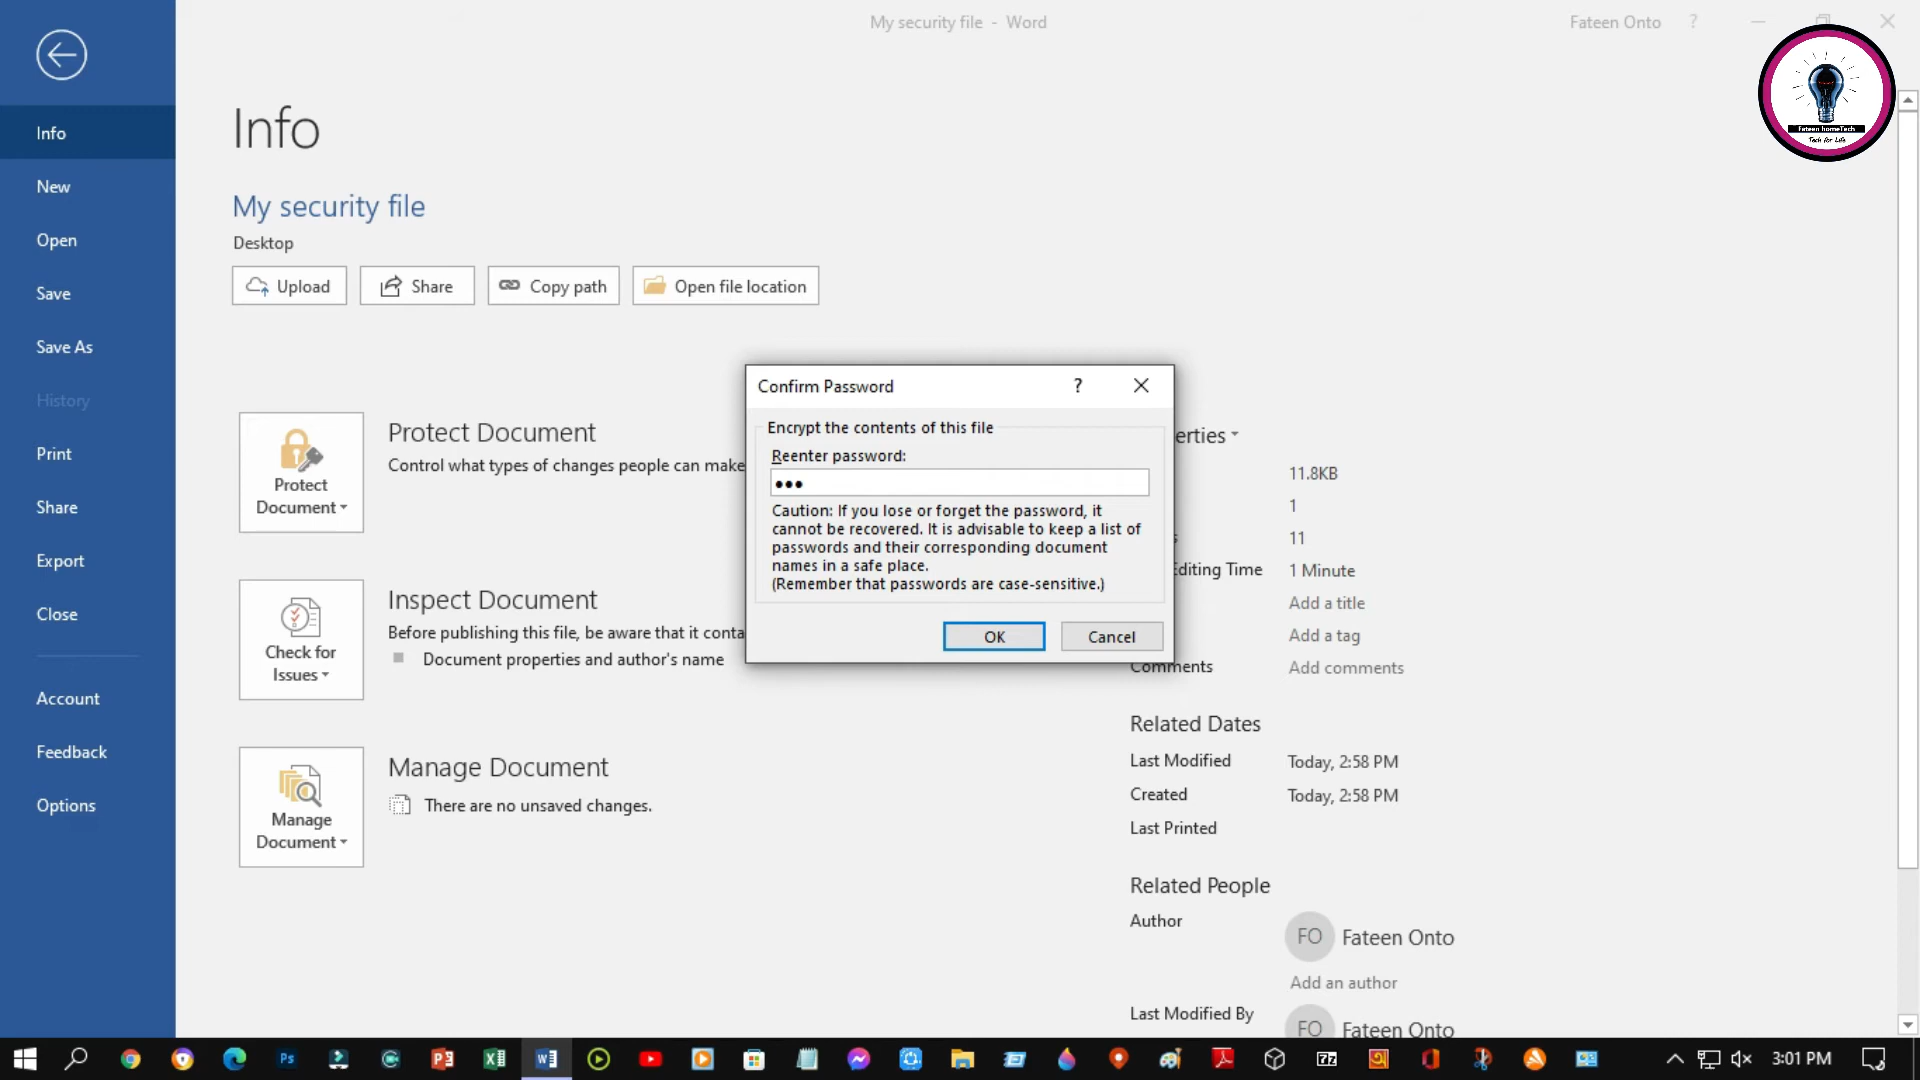 My security file - Word
Fateen Onto
?
Fateen homeTech
Tech for Life
Info
New
Open
Save
Save As
History
Print
Share
Export
Close
Account
Feedback
Options
Info
My security file
Desktop
Upload
Share
Copy path
Open file location
Protect
Document
Protect Document
Control what types of changes people can make
Check for
Issues
Inspect Document
Before publishing this file, be aware that it conta
Document properties and author's name
Manage
Document
Manage Document
There are no unsaved changes.
Confirm Password
?
Encrypt the contents of this file
Reenter password:
•••
Caution: If you lose or forget the password, it
cannot be recovered. It is advisable to keep a list of
passwords and their corresponding document
names in a safe place.
(Remember that passwords are case-sensitive.)
OK
Cancel
erties
11.8KB
1
s 11
Editing Time 1 Minute
Add a title
Add a tag
Comments Add comments
Related Dates
Last Modified Today, 2:58 PM
Created Today, 2:58 PM
Last Printed
Related People
Author
FO Fateen Onto
Add an author
Last Modified By
FO Fateen Onto
Ps
7z
3:01 PM